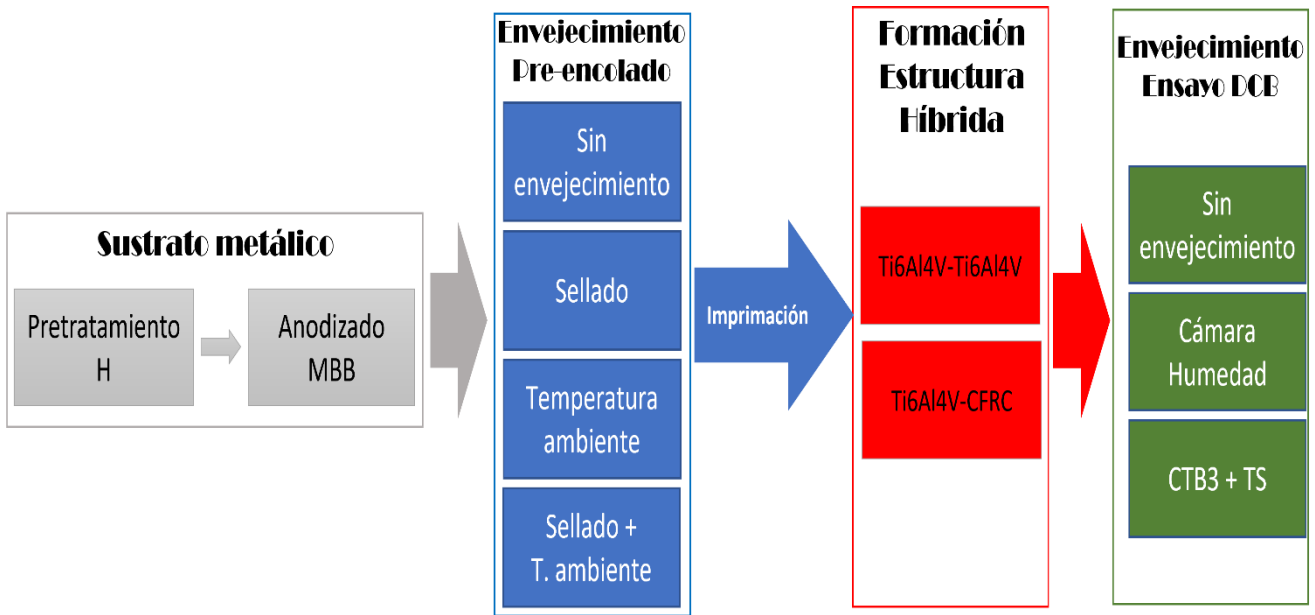 Sustrato metálico
Pretratamiento
H
Anodizado
MBB
Envejecimiento
Pre-encolado
Sin
envejecimiento
Sellado
Temperatura
ambiente
Sellado +
T. ambiente
Imprimación
Formación
Estructura
Híbrida
Ti6Al4V-Ti6Al4V
Ti6Al4V-CFRC
Envejecimiento
Ensayo DCB
Sin
envejecimiento
Cámara
Humedad
CTB3 + TS